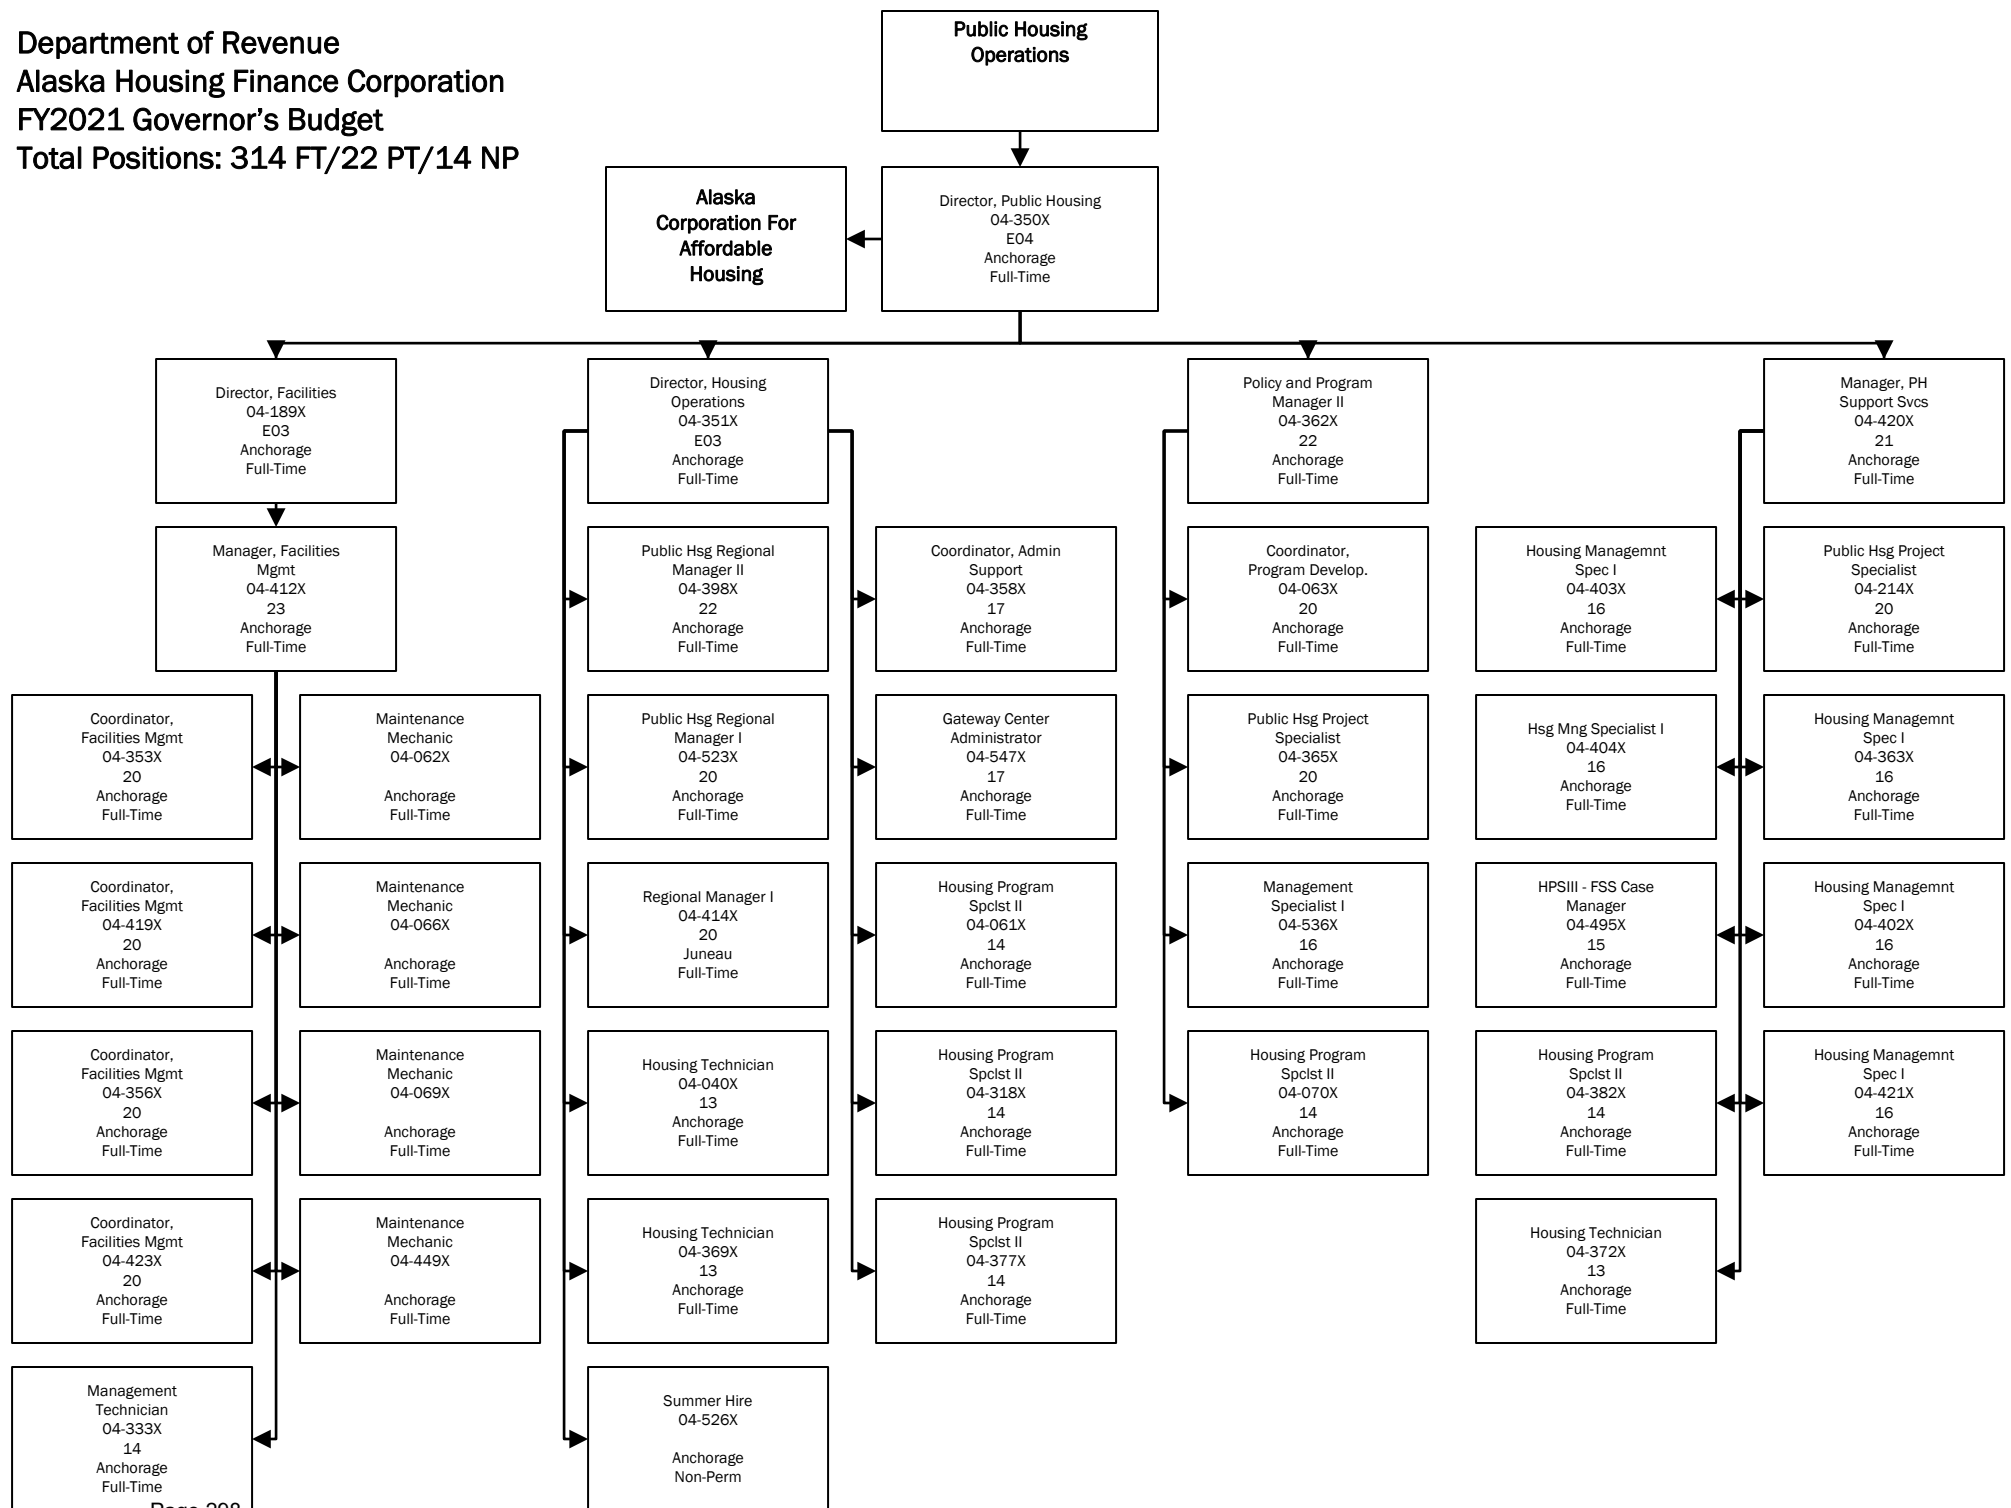 Department of Revenue
Alaska Housing Finance Corporation
FY2021 Governor's Budget
Total Positions: 314 FT/22 PT/14 NP
Public Housing
Operations
Alaska
Corporation For
Affordable
Housing
Director, Public Housing
04-350X
E04
Anchorage
Full-Time
Director, Facilities
04-189X
E03
Anchorage
Full-Time
Director, Housing
Operations
04-351X
E03
Anchorage
Full-Time
Policy and Program
Manager II
04-362X
22
Anchorage
Full-Time
Manager, PH
Support Svcs
04-420X
21
Anchorage
Full-Time
Manager, Facilities
Mgmt
04-412X
23
Anchorage
Full-Time
Public Hsg Regional
Manager II
04-398X
22
Anchorage
Full-Time
Coordinator, Admin
Support
04-358X
17
Anchorage
Full-Time
Coordinator,
Program Develop.
04-063X
20
Anchorage
Full-Time
Housing Managemnt
Spec I
04-403X
16
Anchorage
Full-Time
Public Hsg Project
Specialist
04-214X
20
Anchorage
Full-Time
Coordinator,
Facilities Mgmt
04-353X
20
Anchorage
Full-Time
Maintenance
Mechanic
04-062X
Anchorage
Full-Time
Public Hsg Regional
Manager I
04-523X
20
Anchorage
Full-Time
Gateway Center
Administrator
04-547X
17
Anchorage
Full-Time
Public Hsg Project
Specialist
04-365X
20
Anchorage
Full-Time
Hsg Mng Specialist I
04-404X
16
Anchorage
Full-Time
Housing Managemnt
Spec I
04-363X
16
Anchorage
Full-Time
Coordinator,
Facilities Mgmt
04-419X
20
Anchorage
Full-Time
Maintenance
Mechanic
04-066X
Anchorage
Full-Time
Regional Manager I
04-414X
20
Juneau
Full-Time
Housing Program
Spclst II
04-061X
14
Anchorage
Full-Time
Management
Specialist I
04-536X
16
Anchorage
Full-Time
HPSIII - FSS Case
Manager
04-495X
15
Anchorage
Full-Time
Housing Managemnt
Spec I
04-402X
16
Anchorage
Full-Time
Coordinator,
Facilities Mgmt
04-356X
20
Anchorage
Full-Time
Maintenance
Mechanic
04-069X
Anchorage
Full-Time
Housing Technician
04-040X
13
Anchorage
Full-Time
Housing Program
Spclst II
04-318X
14
Anchorage
Full-Time
Housing Program
Spclst II
04-070X
14
Anchorage
Full-Time
Housing Program
Spclst II
04-382X
14
Anchorage
Full-Time
Housing Managemnt
Spec I
04-421X
16
Anchorage
Full-Time
Coordinator,
Facilities Mgmt
04-423X
20
Anchorage
Full-Time
Maintenance
Mechanic
04-449X
Anchorage
Full-Time
Housing Technician
04-369X
13
Anchorage
Full-Time
Housing Program
Spclst II
04-377X
14
Anchorage
Full-Time
Housing Technician
04-372X
13
Anchorage
Full-Time
Management
Technician
04-333X
14
Anchorage
Full-Time
Summer Hire
04-526X
Anchorage
Non-Perm
Page 298